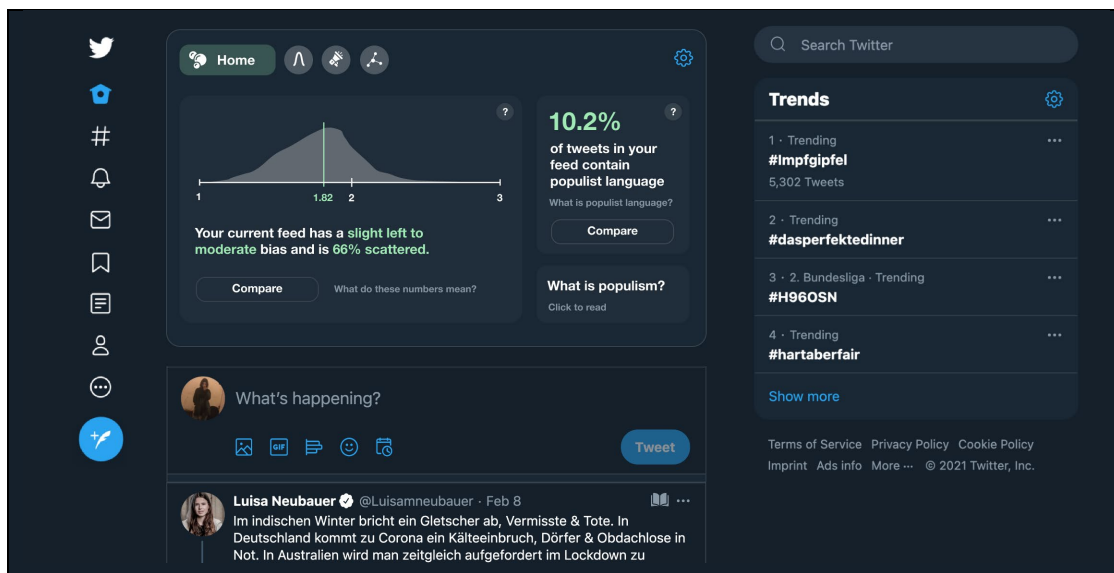 Home
?
1
1.82
2
3
Your current feed has a slight left to
moderate bias and is 66% scattered.
Compare
What do these numbers mean?
10.2%
?
of tweets in your
feed contain
populist language
What is populist language?
Compare
What is populism?
Click to read
What's happening?
GIF
Tweet
Luisa Neubauer @Luisamneubauer · Feb 8
Im indischen Winter bricht ein Gletscher ab, Vermisste & Tote. In
Deutschland kommt zu Corona ein Kälteeinbruch, Dörfer & Obdachlose in
Not. In Australien wird man zeitgleich aufgefordert im Lockdown zu
Search Twitter
Trends
1 · Trending
#Impfgipfel
5,302 Tweets
2 · Trending
#dasperfektedinner
3 · 2. Bundesliga · Trending
#H96OSN
4 · Trending
#hartaberfair
Show more
Terms of Service Privacy Policy Cookie Policy
Imprint Ads info More ··· © 2021 Twitter, Inc.